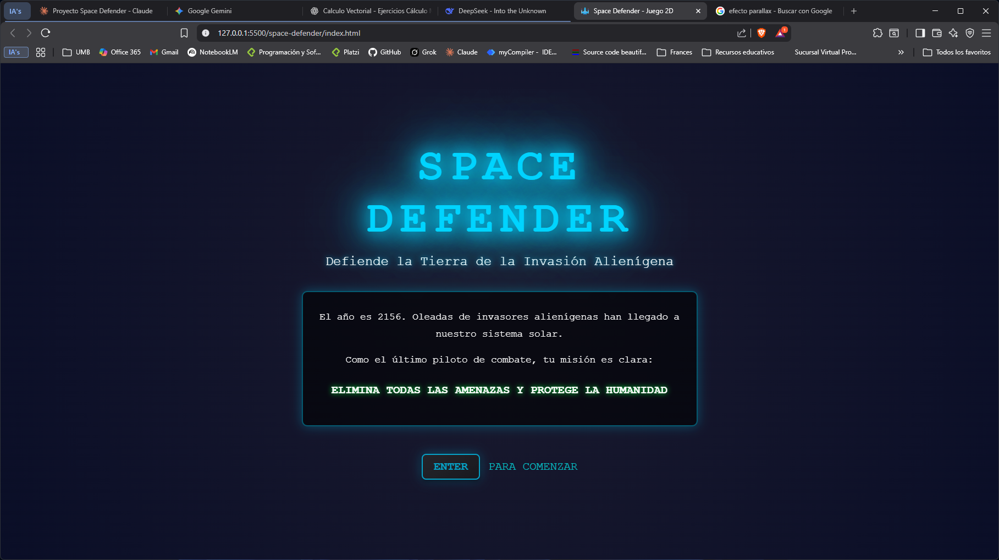 IA's
Proyecto Space Defender - Claude
Google Gemini
Calculo Vectorial - Ejercicios Cálculo
DeepSeek - Into the Unknown
Space Defender - Juego 2D
efecto parallax - Buscar con Google
127.0.0.1:5500/space-defender/index.html
1
IA's
UMB
Office 365
Gmail
NotebookLM
Programación y Sof...
Platzi
GitHub
Grok
Claude
myCompiler - IDE...
Source code beautif...
Frances
Recursos educativos
Sucursal Virtual Pro...
Todos los favoritos
SPACE
DEFENDER
Defiende la Tierra de la Invasión Alienígena
El año es 2156. Oleadas de invasores alienígenas han llegado a
nuestro sistema solar.
Como el último piloto de combate, tu misión es clara:
ELIMINA TODAS LAS AMENAZAS Y PROTEGE LA HUMANIDAD
ENTER PARA COMENZAR